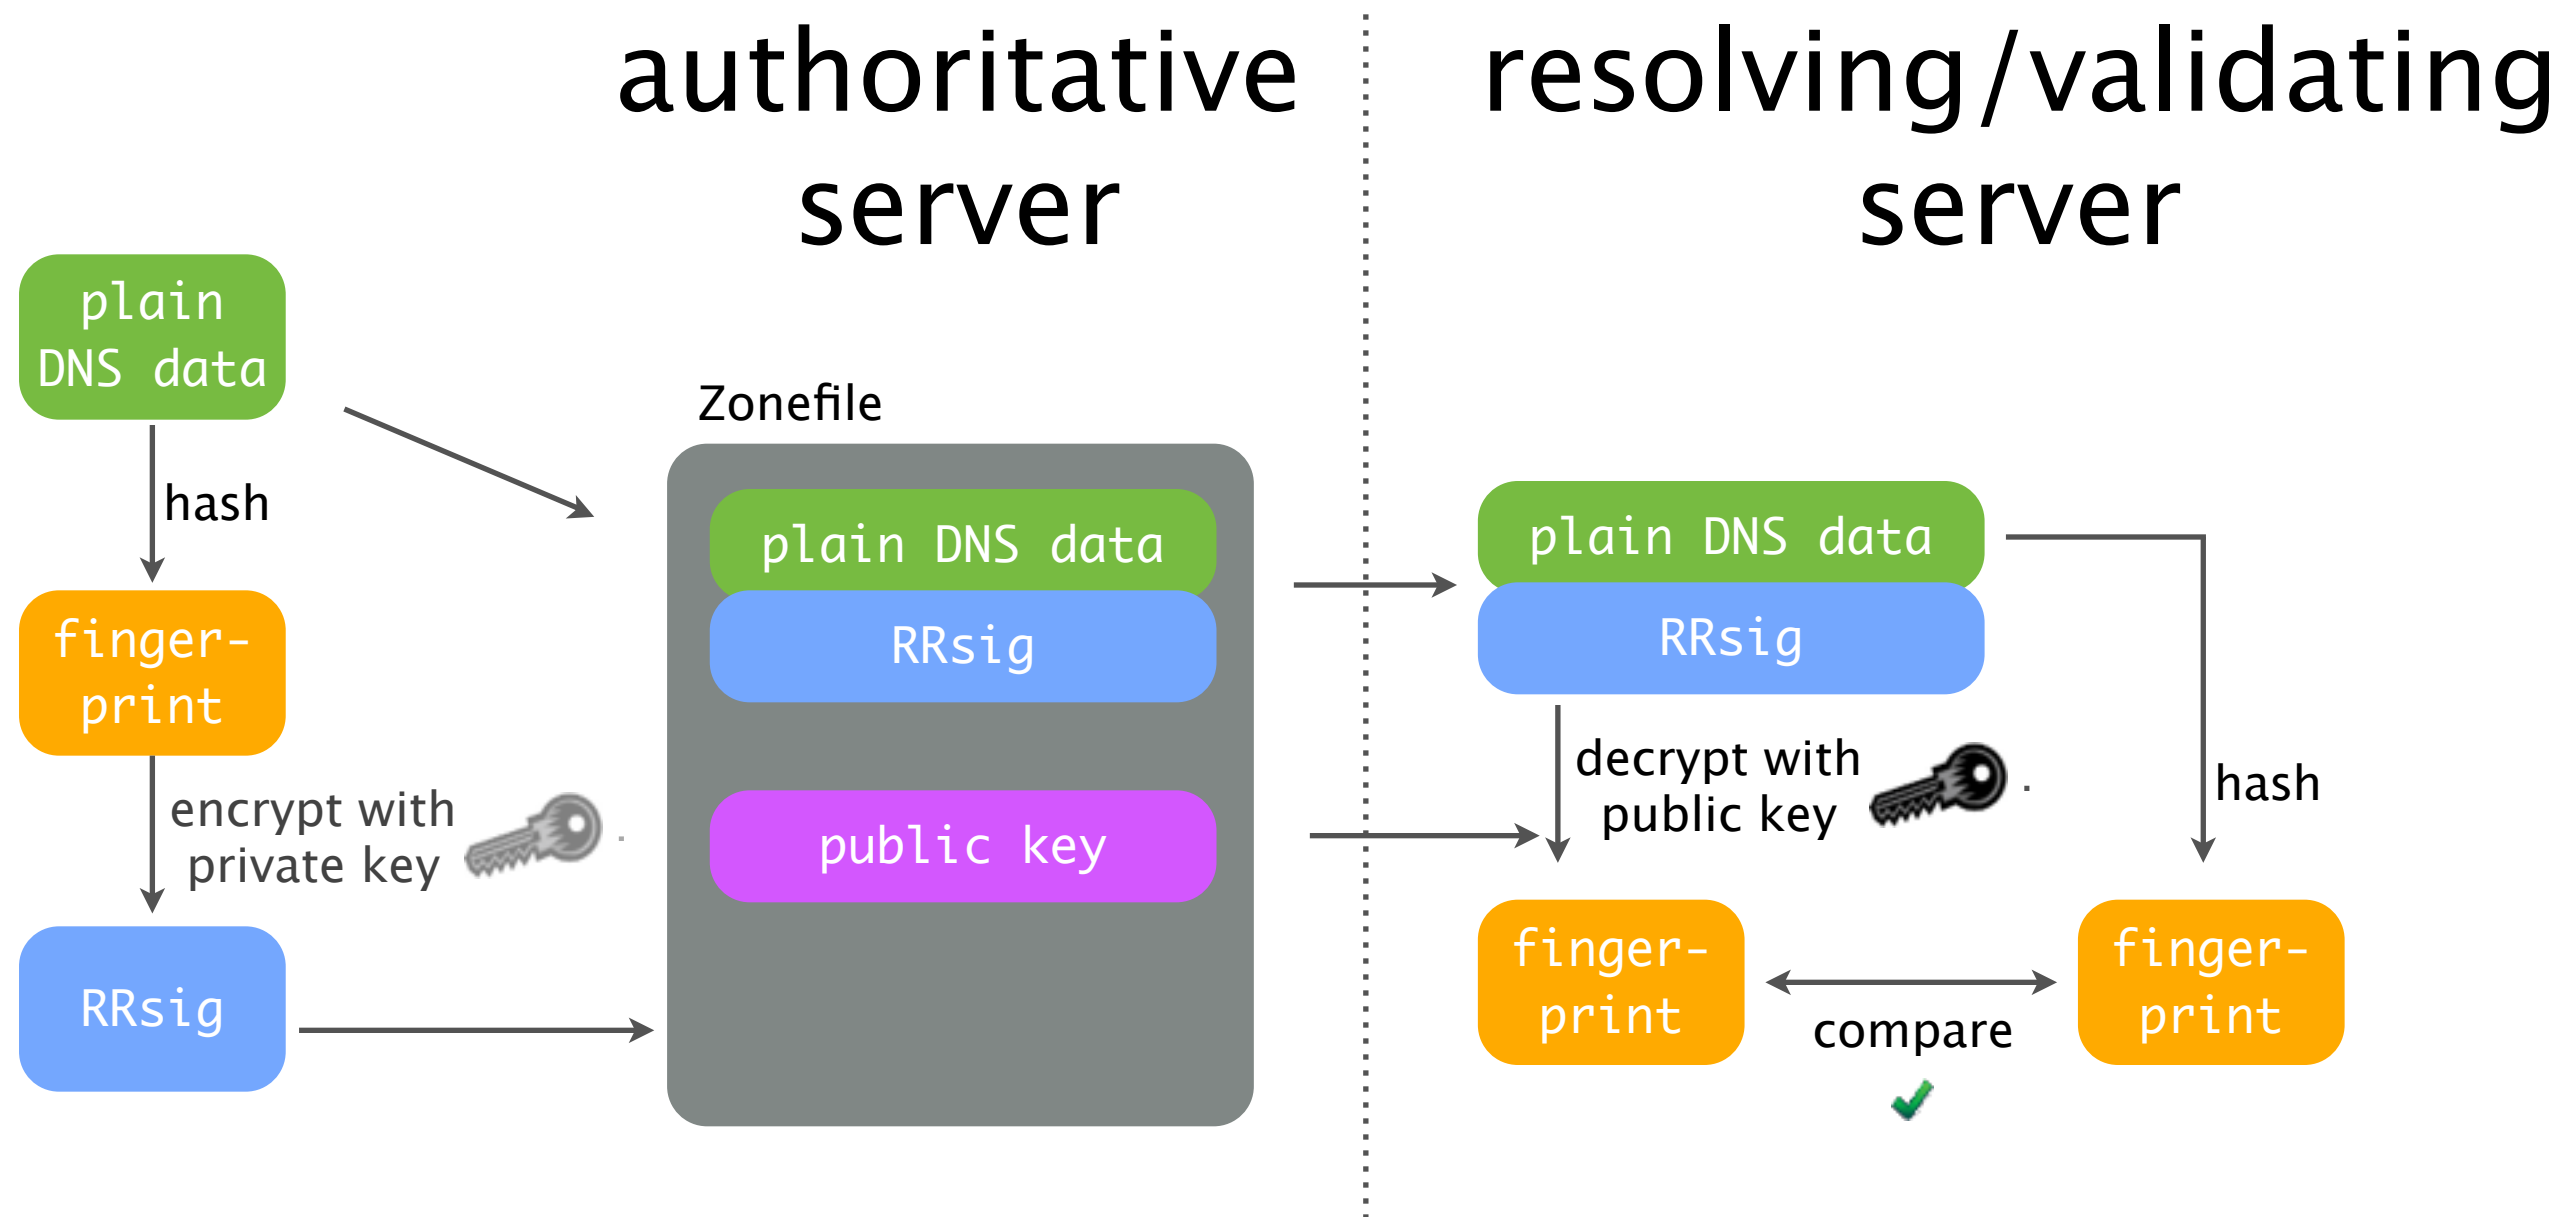 authoritative
server
resolving/validating
server
plain
DNS data
hash
finger-
print
encrypt with
private key
.
RRsig
Zonefile
plain DNS data
RRsig
public key
plain DNS data
RRsig
decrypt with
public key
.
hash
finger-
print
compare
finger-
print